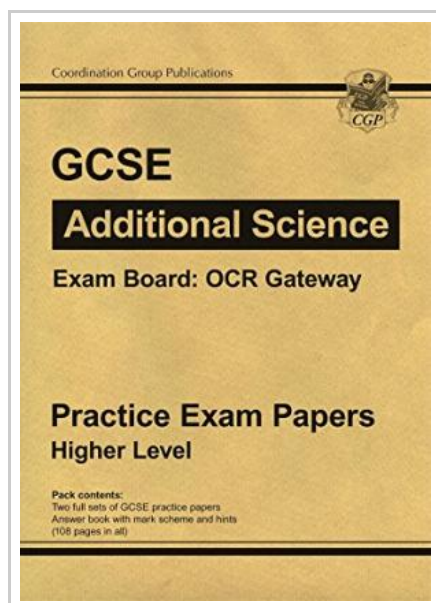 Coordination Group Publications
CGP
GCSE
Additional Science
Exam Board: OCR Gateway
Practice Exam Papers
Higher Level
Pack contents:
Two full sets of GCSE practice papers
Answer book with mark scheme and hints
(108 pages in all)